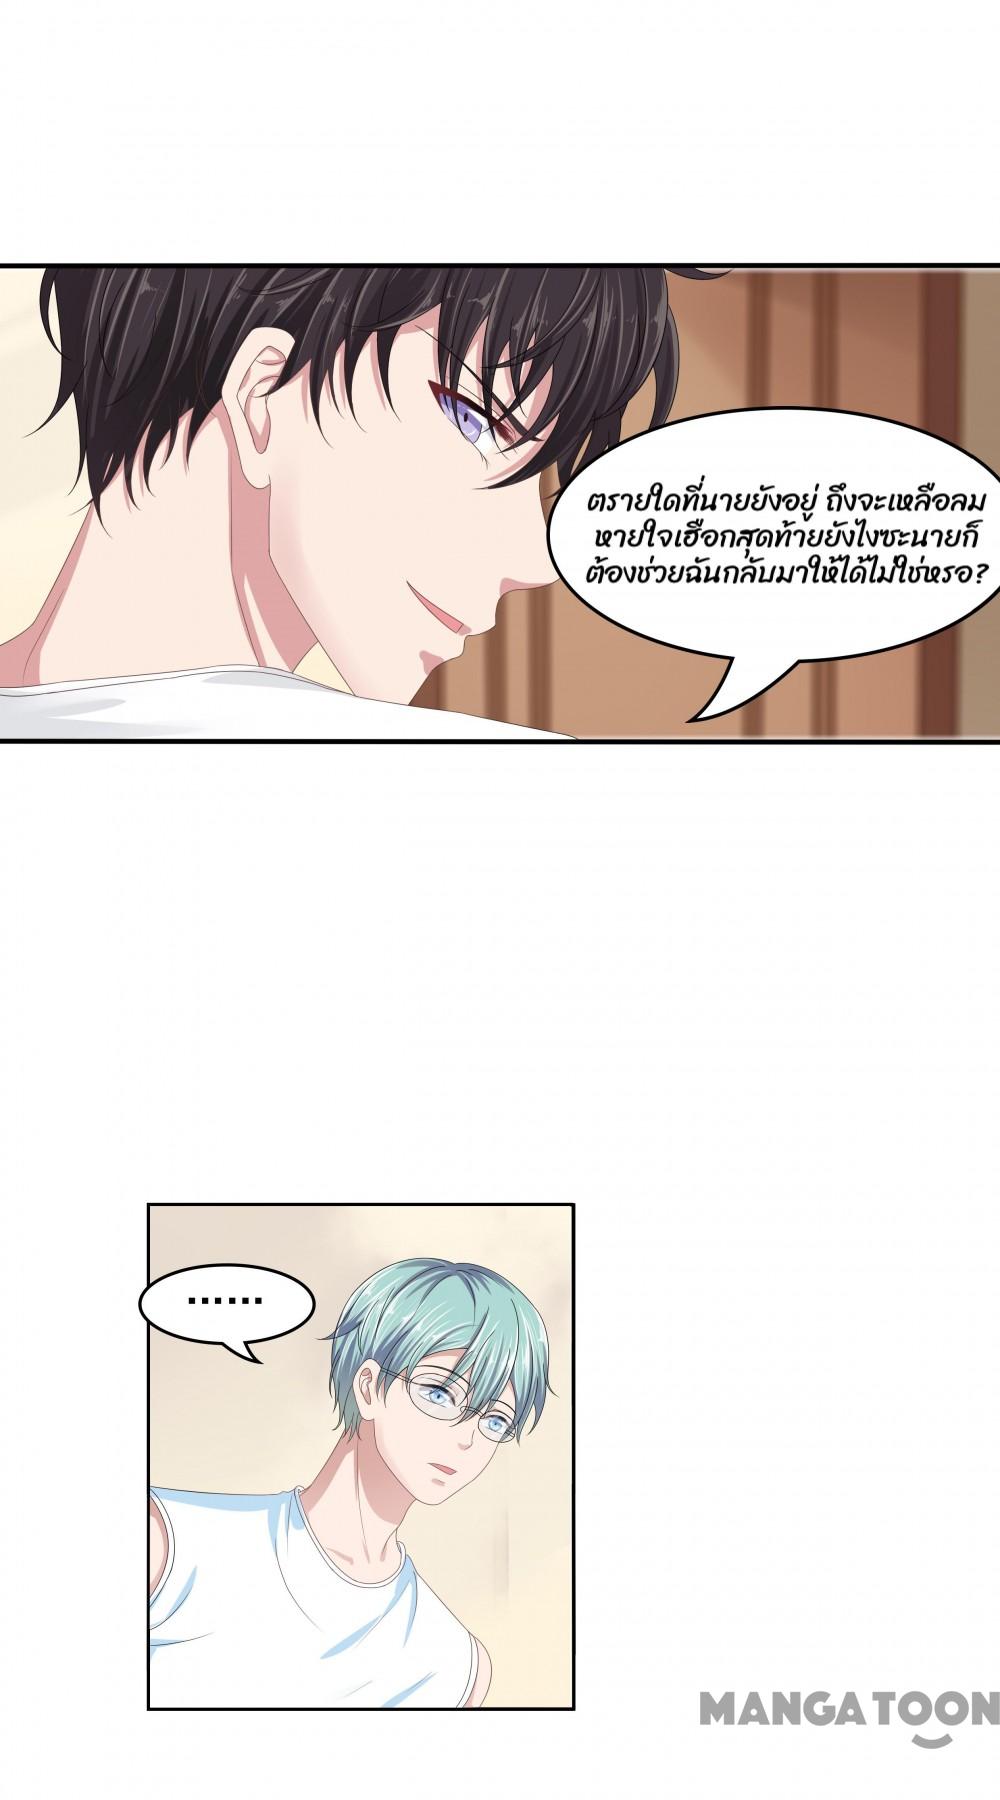 ตรายใดที่นายยังอยู่ ถึงจะเหลือลม
หายใจเฮือกสุดท้ายยังไงซะนายก็
ต้องช่วยฉันกลับมาให้ได้ไม่ใช่หรอ?
......
MANGATOON